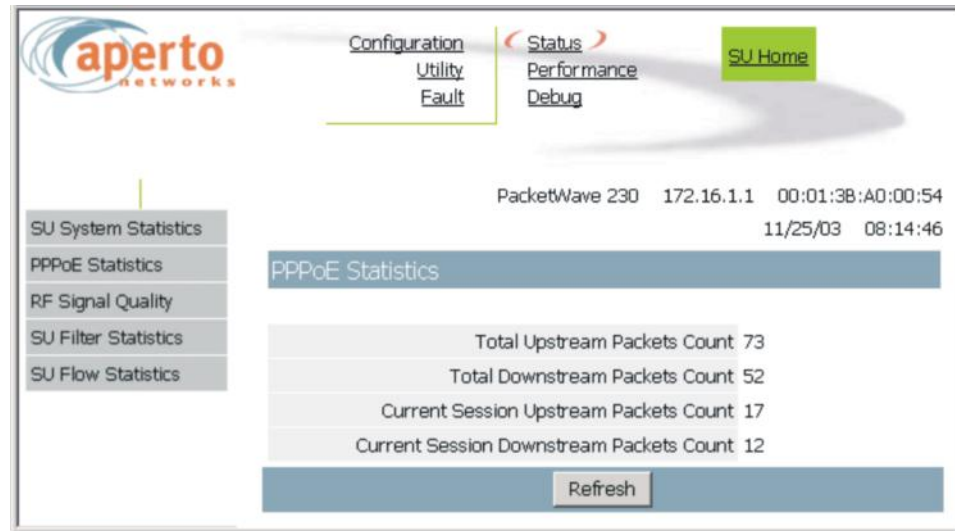 aperto
networks
Configuration
Utility
Fault
Status
Performance
Debug
SU Home
PacketWave 230 172.16.1.1 00:01:3B:A0:00:54
11/25/03 08:14:46
SU System Statistics
PPPoE Statistics
RF Signal Quality
SU Filter Statistics
SU Flow Statistics
PPPoE Statistics
Total Upstream Packets Count 73
Total Downstream Packets Count 52
Current Session Upstream Packets Count 17
Current Session Downstream Packets Count 12
Refresh